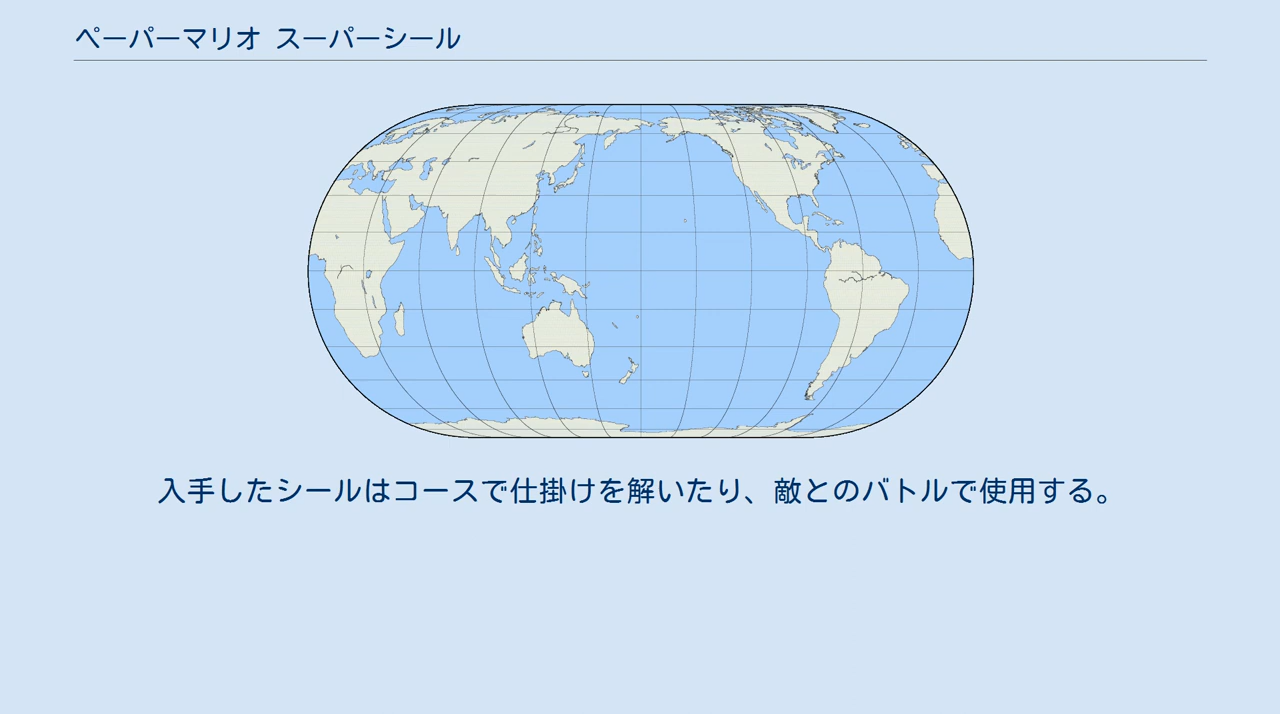 ペーパーマリオ スーパーシール
入手したシールはコースで仕掛けを解いたり、敵とのバトルで使用する。